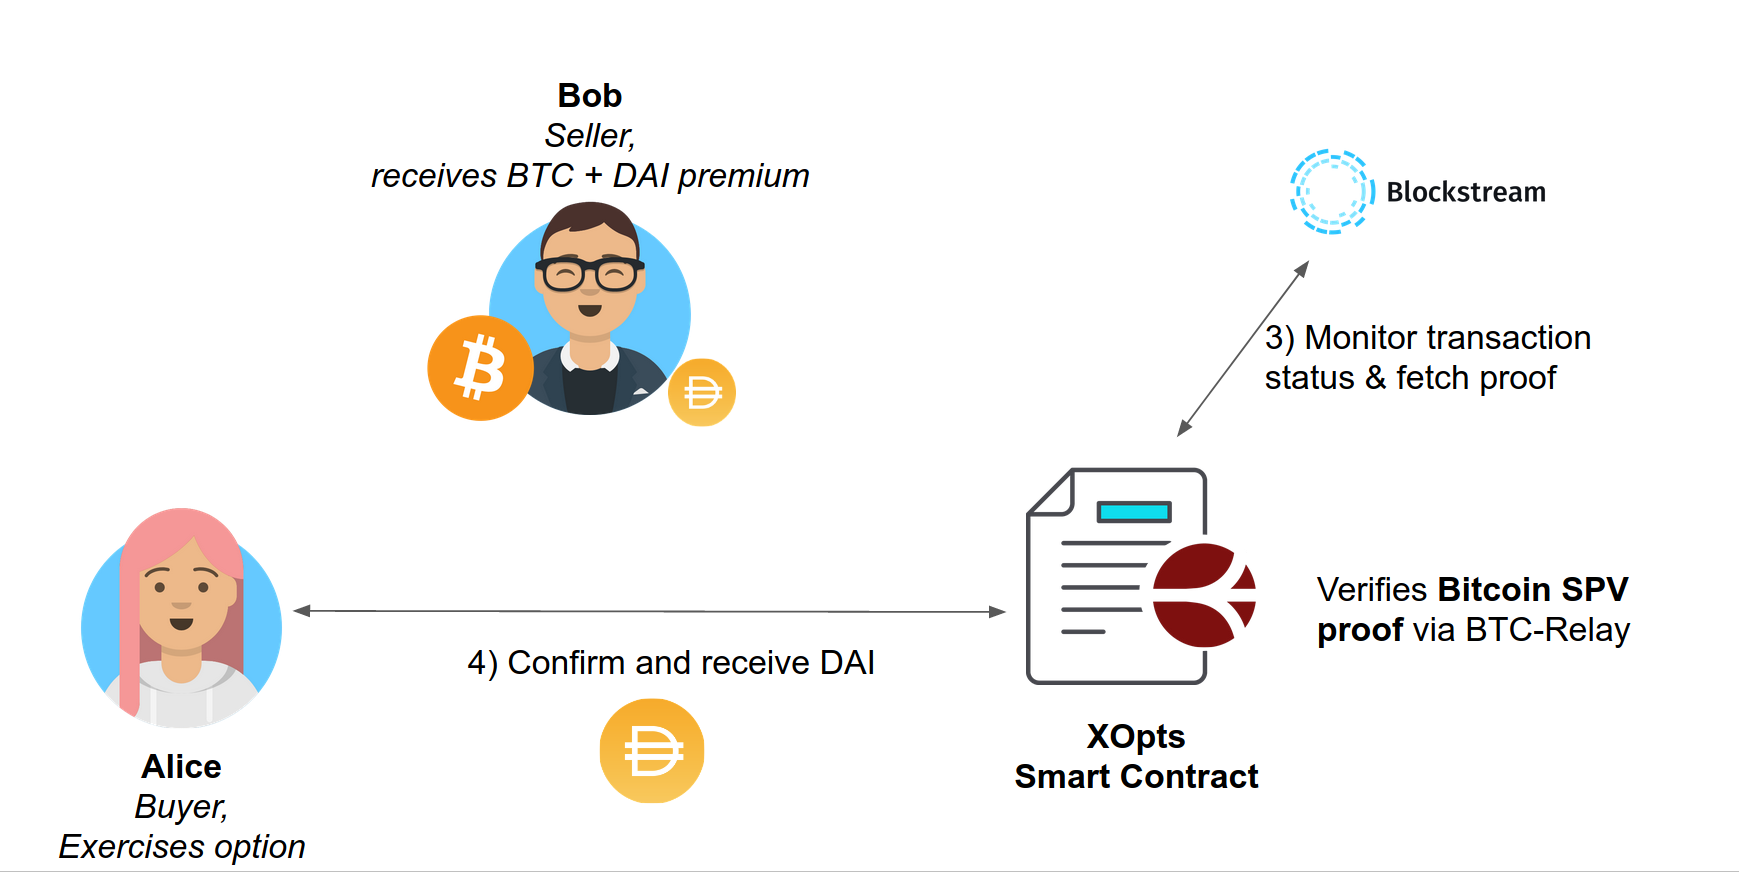 Bob
Seller,
receives BTC + DAI premium
Blockstream
3) Monitor transaction
status & fetch proof
Verifies Bitcoin SPV
proof via BTC-Relay
4) Confirm and receive DAI
XOpts
Smart Contract
Alice
Buyer,
Exercises option